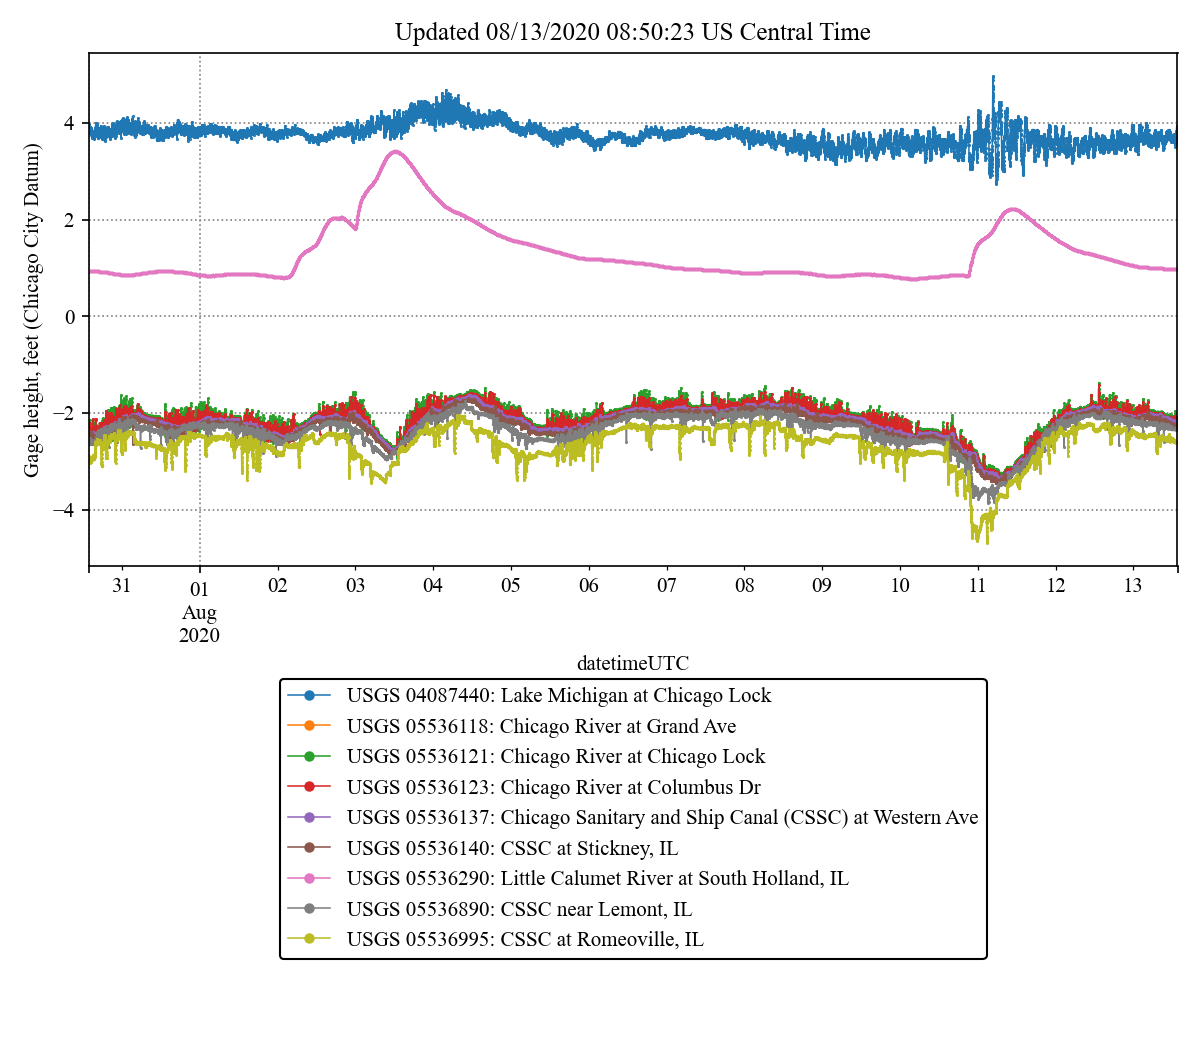 Updated 08/13/2020 08:50:23 US Central Time
Gage height, feet (Chicago City Datum)
4
2
0
−2
−4
31
01
Aug
2020
02
03
04
05
06
07
08
09
10
11
12
13
datetimeUTC
USGS 04087440: Lake Michigan at Chicago Lock
USGS 05536118: Chicago River at Grand Ave
USGS 05536121: Chicago River at Chicago Lock
USGS 05536123: Chicago River at Columbus Dr
USGS 05536137: Chicago Sanitary and Ship Canal (CSSC) at Western Ave
USGS 05536140: CSSC at Stickney, IL
USGS 05536290: Little Calumet River at South Holland, IL
USGS 05536890: CSSC near Lemont, IL
USGS 05536995: CSSC at Romeoville, IL